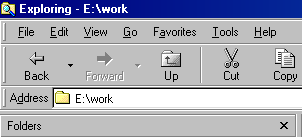 Exploring - E:\work
File Edit View Go Favorites Tools Help
Back Forward Up Cut Copy
Address E:\work
Folders